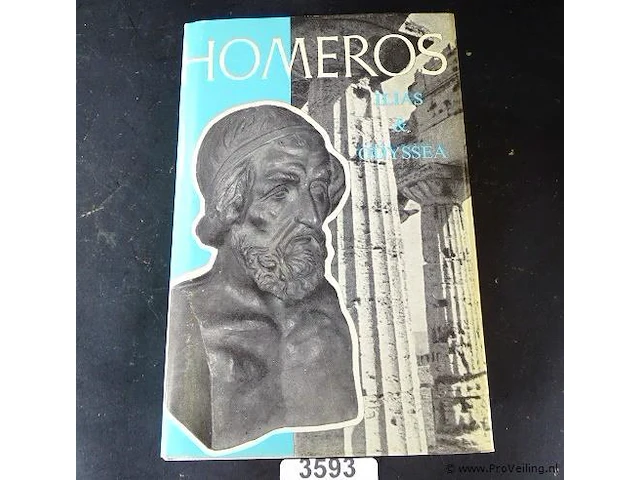 HOMEROS
ILIAS
&
ODYSSEA
3593
© www.ProVeiling.nl